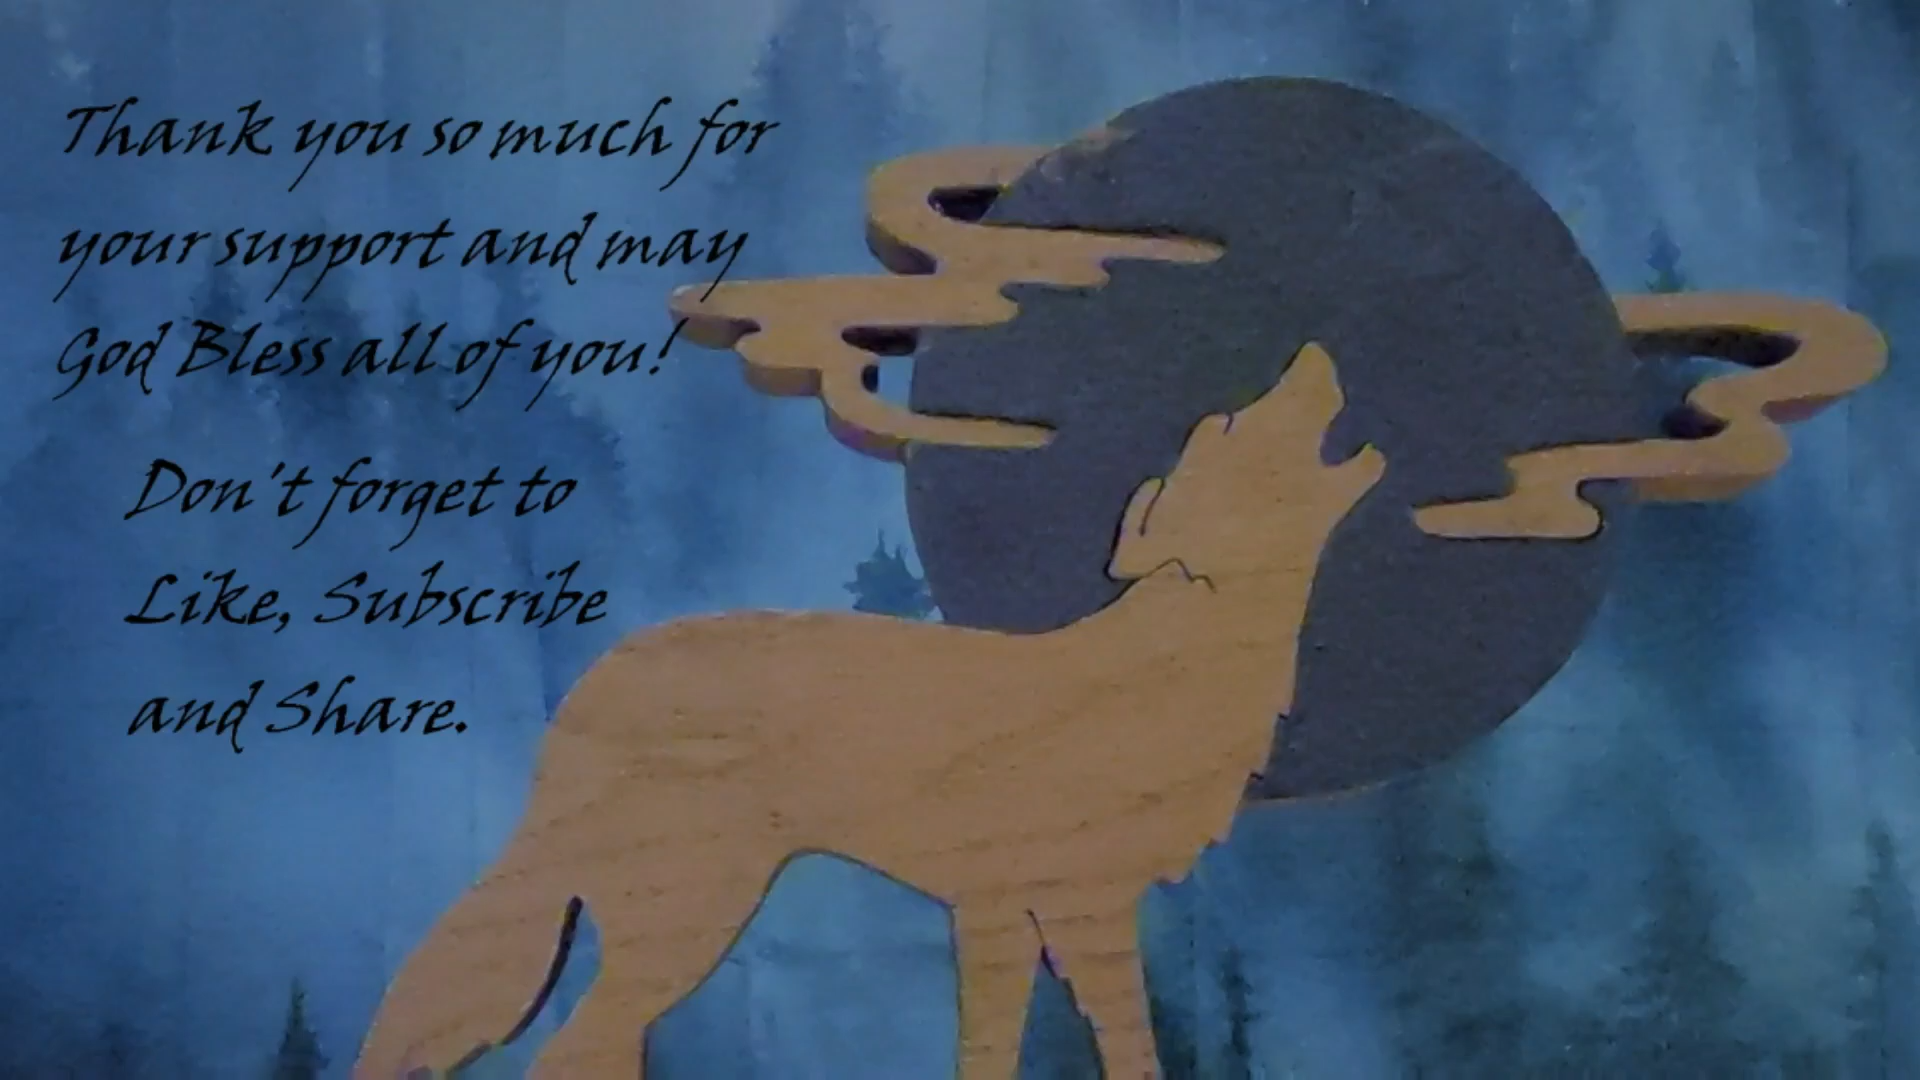 Thank you so much for
your support and may
God Bless all of you!
Don't forget to
Like, Subscribe
and Share.